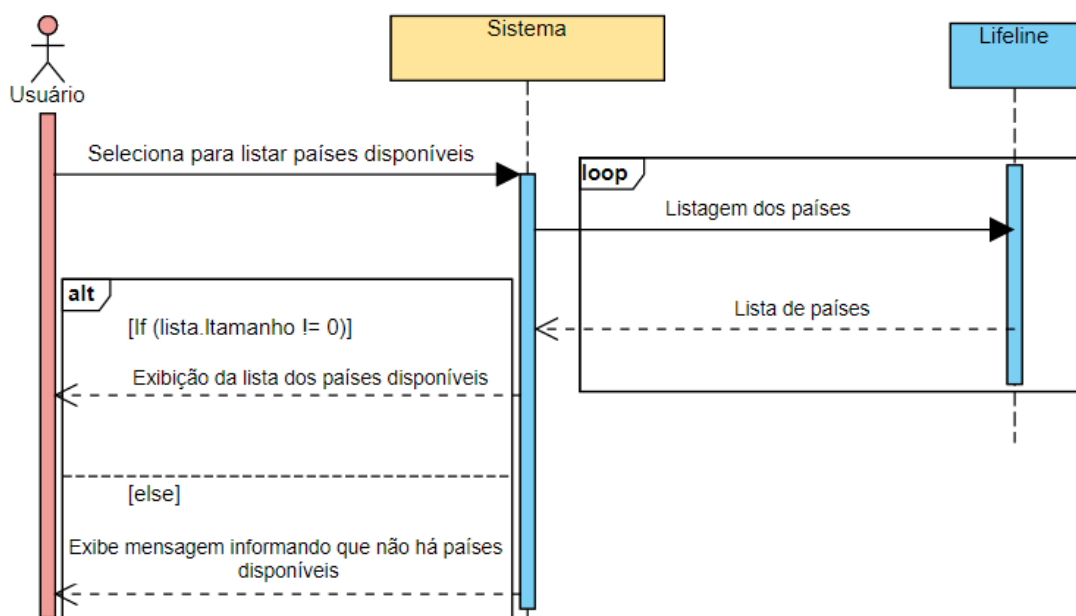 Sistema
Lifeline
Usuário
Seleciona para listar países disponíveis
loop
Listagem dos países
alt
[If (lista.ltamanho != 0)]
Lista de países
Exibição da lista dos países disponíveis
[else]
Exibe mensagem informando que não há países
disponíveis